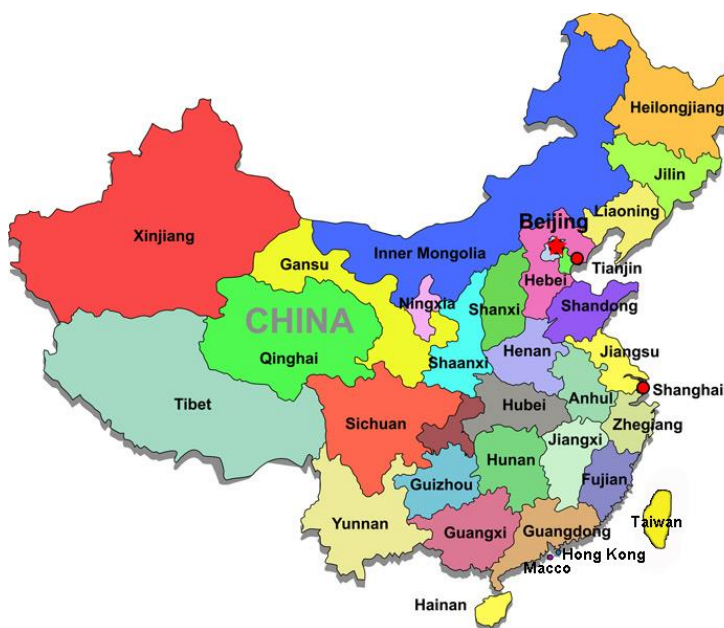 Heilongjiang
Jilin
Liaoning
Beijing
Xinjiang
Inner Mongolia
Gansu
Tianjin
Hebei
Ningxia
Shanxi
Shandong
CHINA
Qinghai
Shaanxi
Henan
Jiangsu
Shanghai
Tibet
Sichuan
Hubei
Anhui
Zhegiang
Jiangxi
Hunan
Guizhou
Fujian
Yunnan
Guangxi
Guangdong
Taiwan
Hong Kong
Macco
Hainan